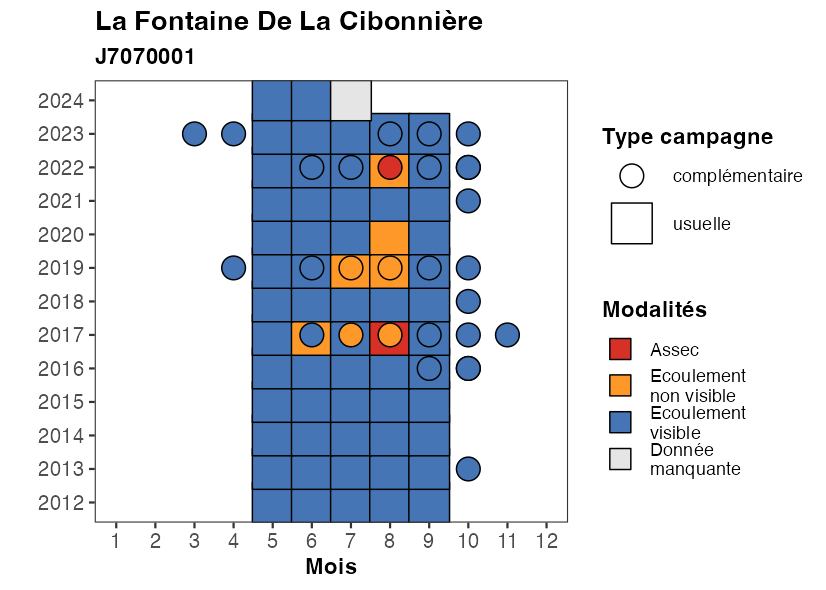 La Fontaine De La Cibonnière
J7070001
2024
2023
2022
2021
2020
2019
2018
2017
2016
2015
2014
2013
2012
1 2 3 4 5 6 7 8 9 10 11 12
Mois
Type campagne
complémentaire
usuelle
Modalités
Assec
Ecoulement
non visible
Ecoulement
visible
Donnée
manquante